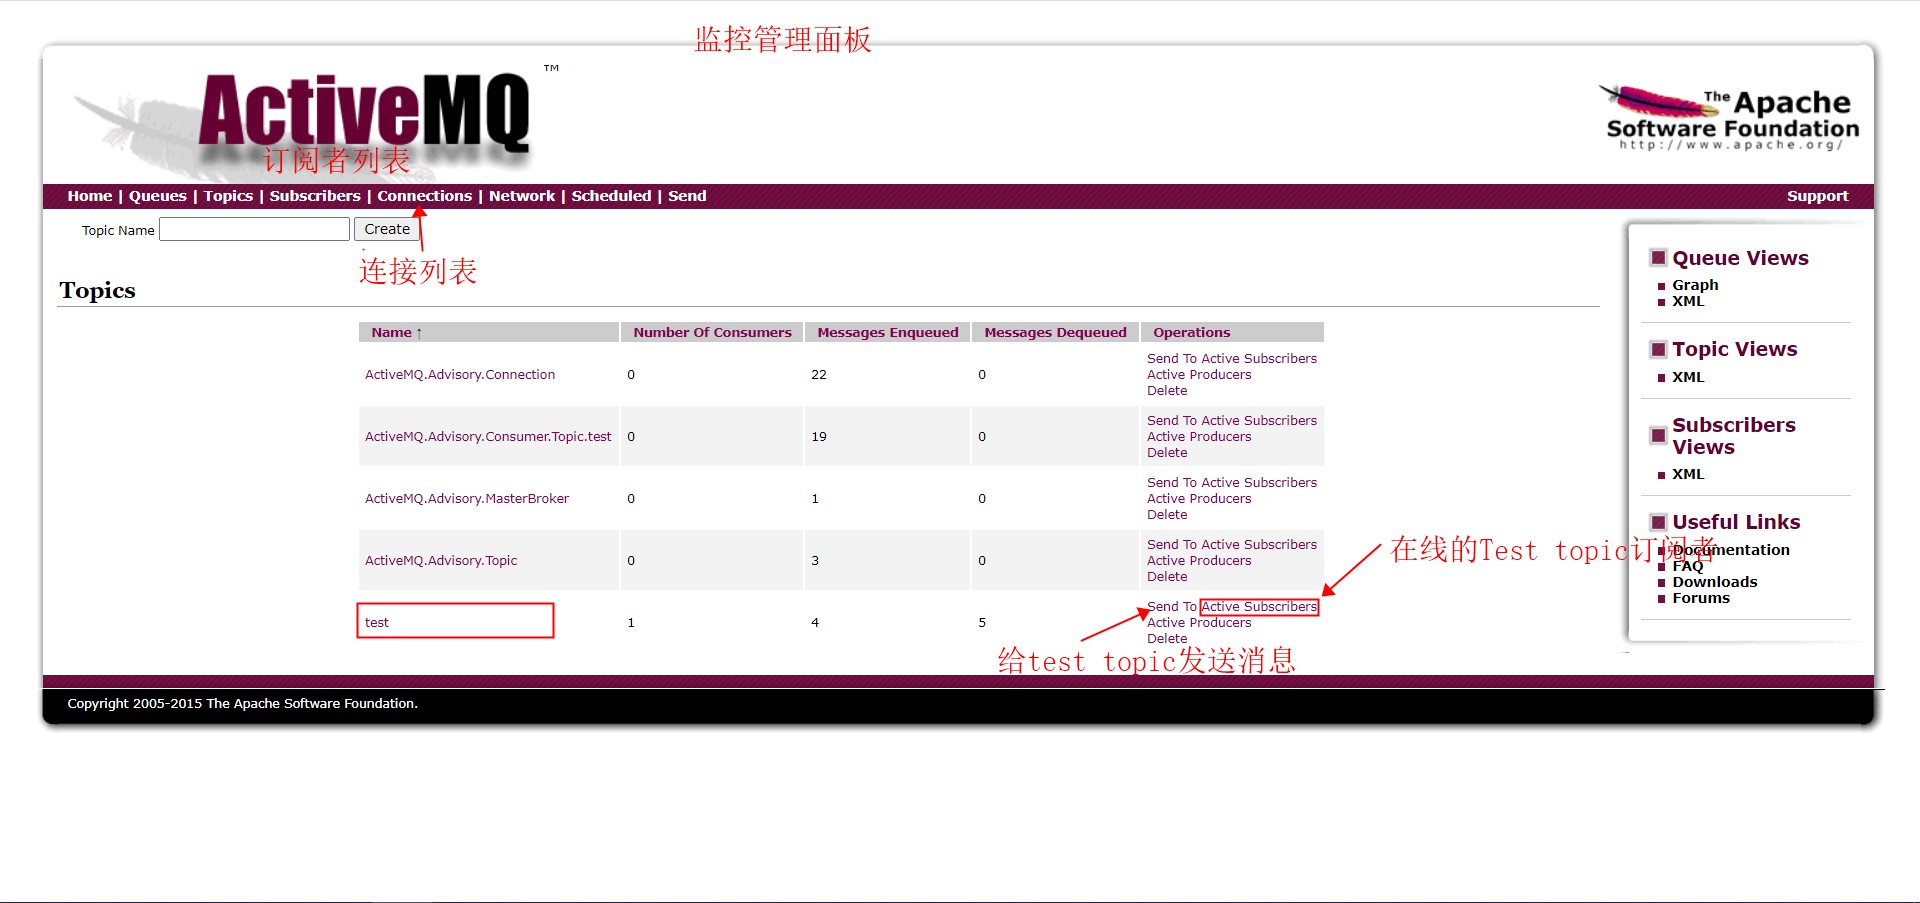 监控管理面板
ActiveMQ ™
The Apache
Software Foundation
http://www.apache.org/
订阅者列表
Home | Queues | Topics | Subscribers | Connections | Network | Scheduled | Send
Support
Topic Name Create
连接列表
Topics
Name ↑ Number Of Consumers Messages Enqueued Messages Dequeued Operations
ActiveMQ.Advisory.Connection 0 22 0
Send To Active Subscribers
Active Producers
Delete
ActiveMQ.Advisory.Consumer.Topic.test 0 19 0
Send To Active Subscribers
Active Producers
Delete
ActiveMQ.Advisory.MasterBroker 0 1 0
Send To Active Subscribers
Active Producers
Delete
ActiveMQ.Advisory.Topic 0 3 0
Send To Active Subscribers
Active Producers
Delete
test 1 4 5
Send To Active Subscribers
Active Producers
Delete
在线的Test topic订阅者
给test topic发送消息
Queue Views
Graph
XML
Topic Views
XML
Subscribers
Views
XML
Useful Links
Documentation
FAQ
Downloads
Forums
Copyright 2005-2015 The Apache Software Foundation.